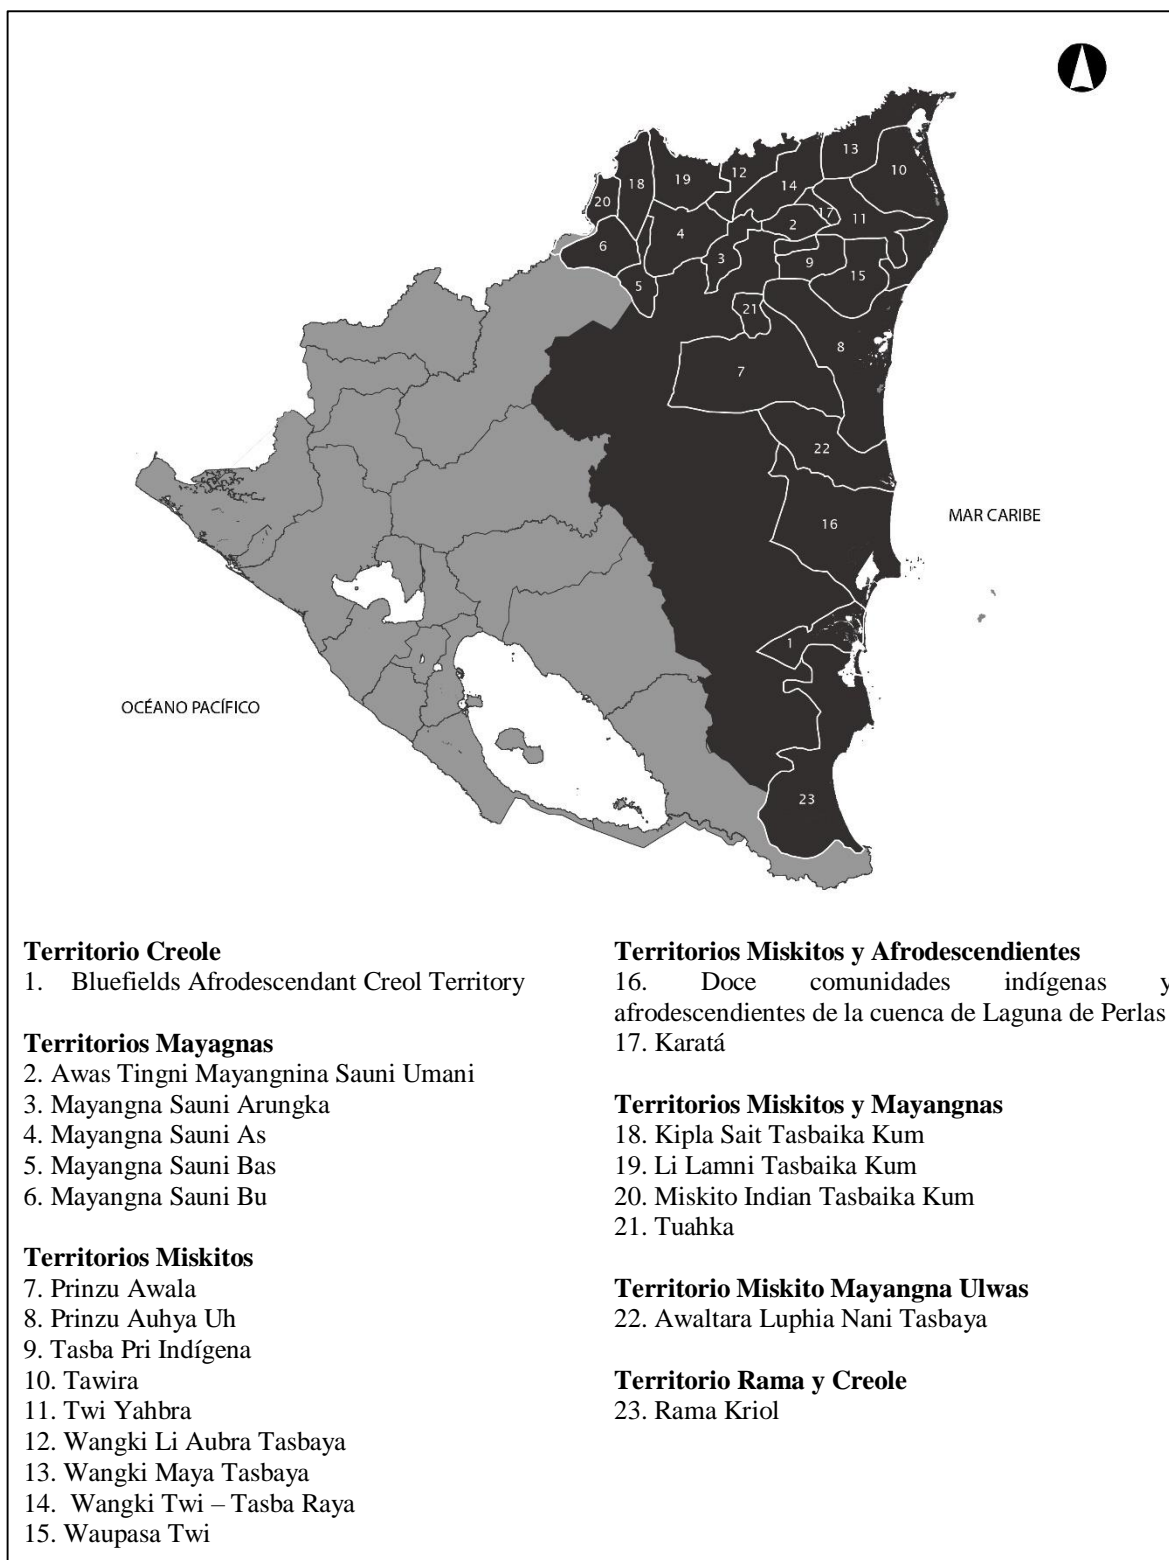 13
10
12
18
19
14
20
17
11
2
4
6
3
9
15
5
21
8
7
22
MAR CARIBE
16
1
OCÉANO PACÍFICO
23
Territorio Creole
1. Bluefields Afrodescendant Creol Territory
Territorios Mayagnas
2. Awas Tingni Mayangnina Sauni Umani
3. Mayangna Sauni Arungka
4. Mayangna Sauni As
5. Mayangna Sauni Bas
6. Mayangna Sauni Bu
Territorios Miskitos
7. Prinzu Awala
8. Prinzu Auhya Uh
9. Tasba Pri Indígena
10. Tawira
11. Twi Yahbra
12. Wangki Li Aubra Tasbaya
13. Wangki Maya Tasbaya
14. Wangki Twi – Tasba Raya
15. Waupasa Twi
Territorios Miskitos y Afrodescendientes
16. Doce comunidades indígenas y
afrodescendientes de la cuenca de Laguna de Perlas
17. Karatá
Territorios Miskitos y Mayangnas
18. Kipla Sait Tasbaika Kum
19. Li Lamni Tasbaika Kum
20. Miskito Indian Tasbaika Kum
21. Tuahka
Territorio Miskito Mayangna Ulwas
22. Awaltara Luphia Nani Tasbaya
Territorio Rama y Creole
23. Rama Kriol